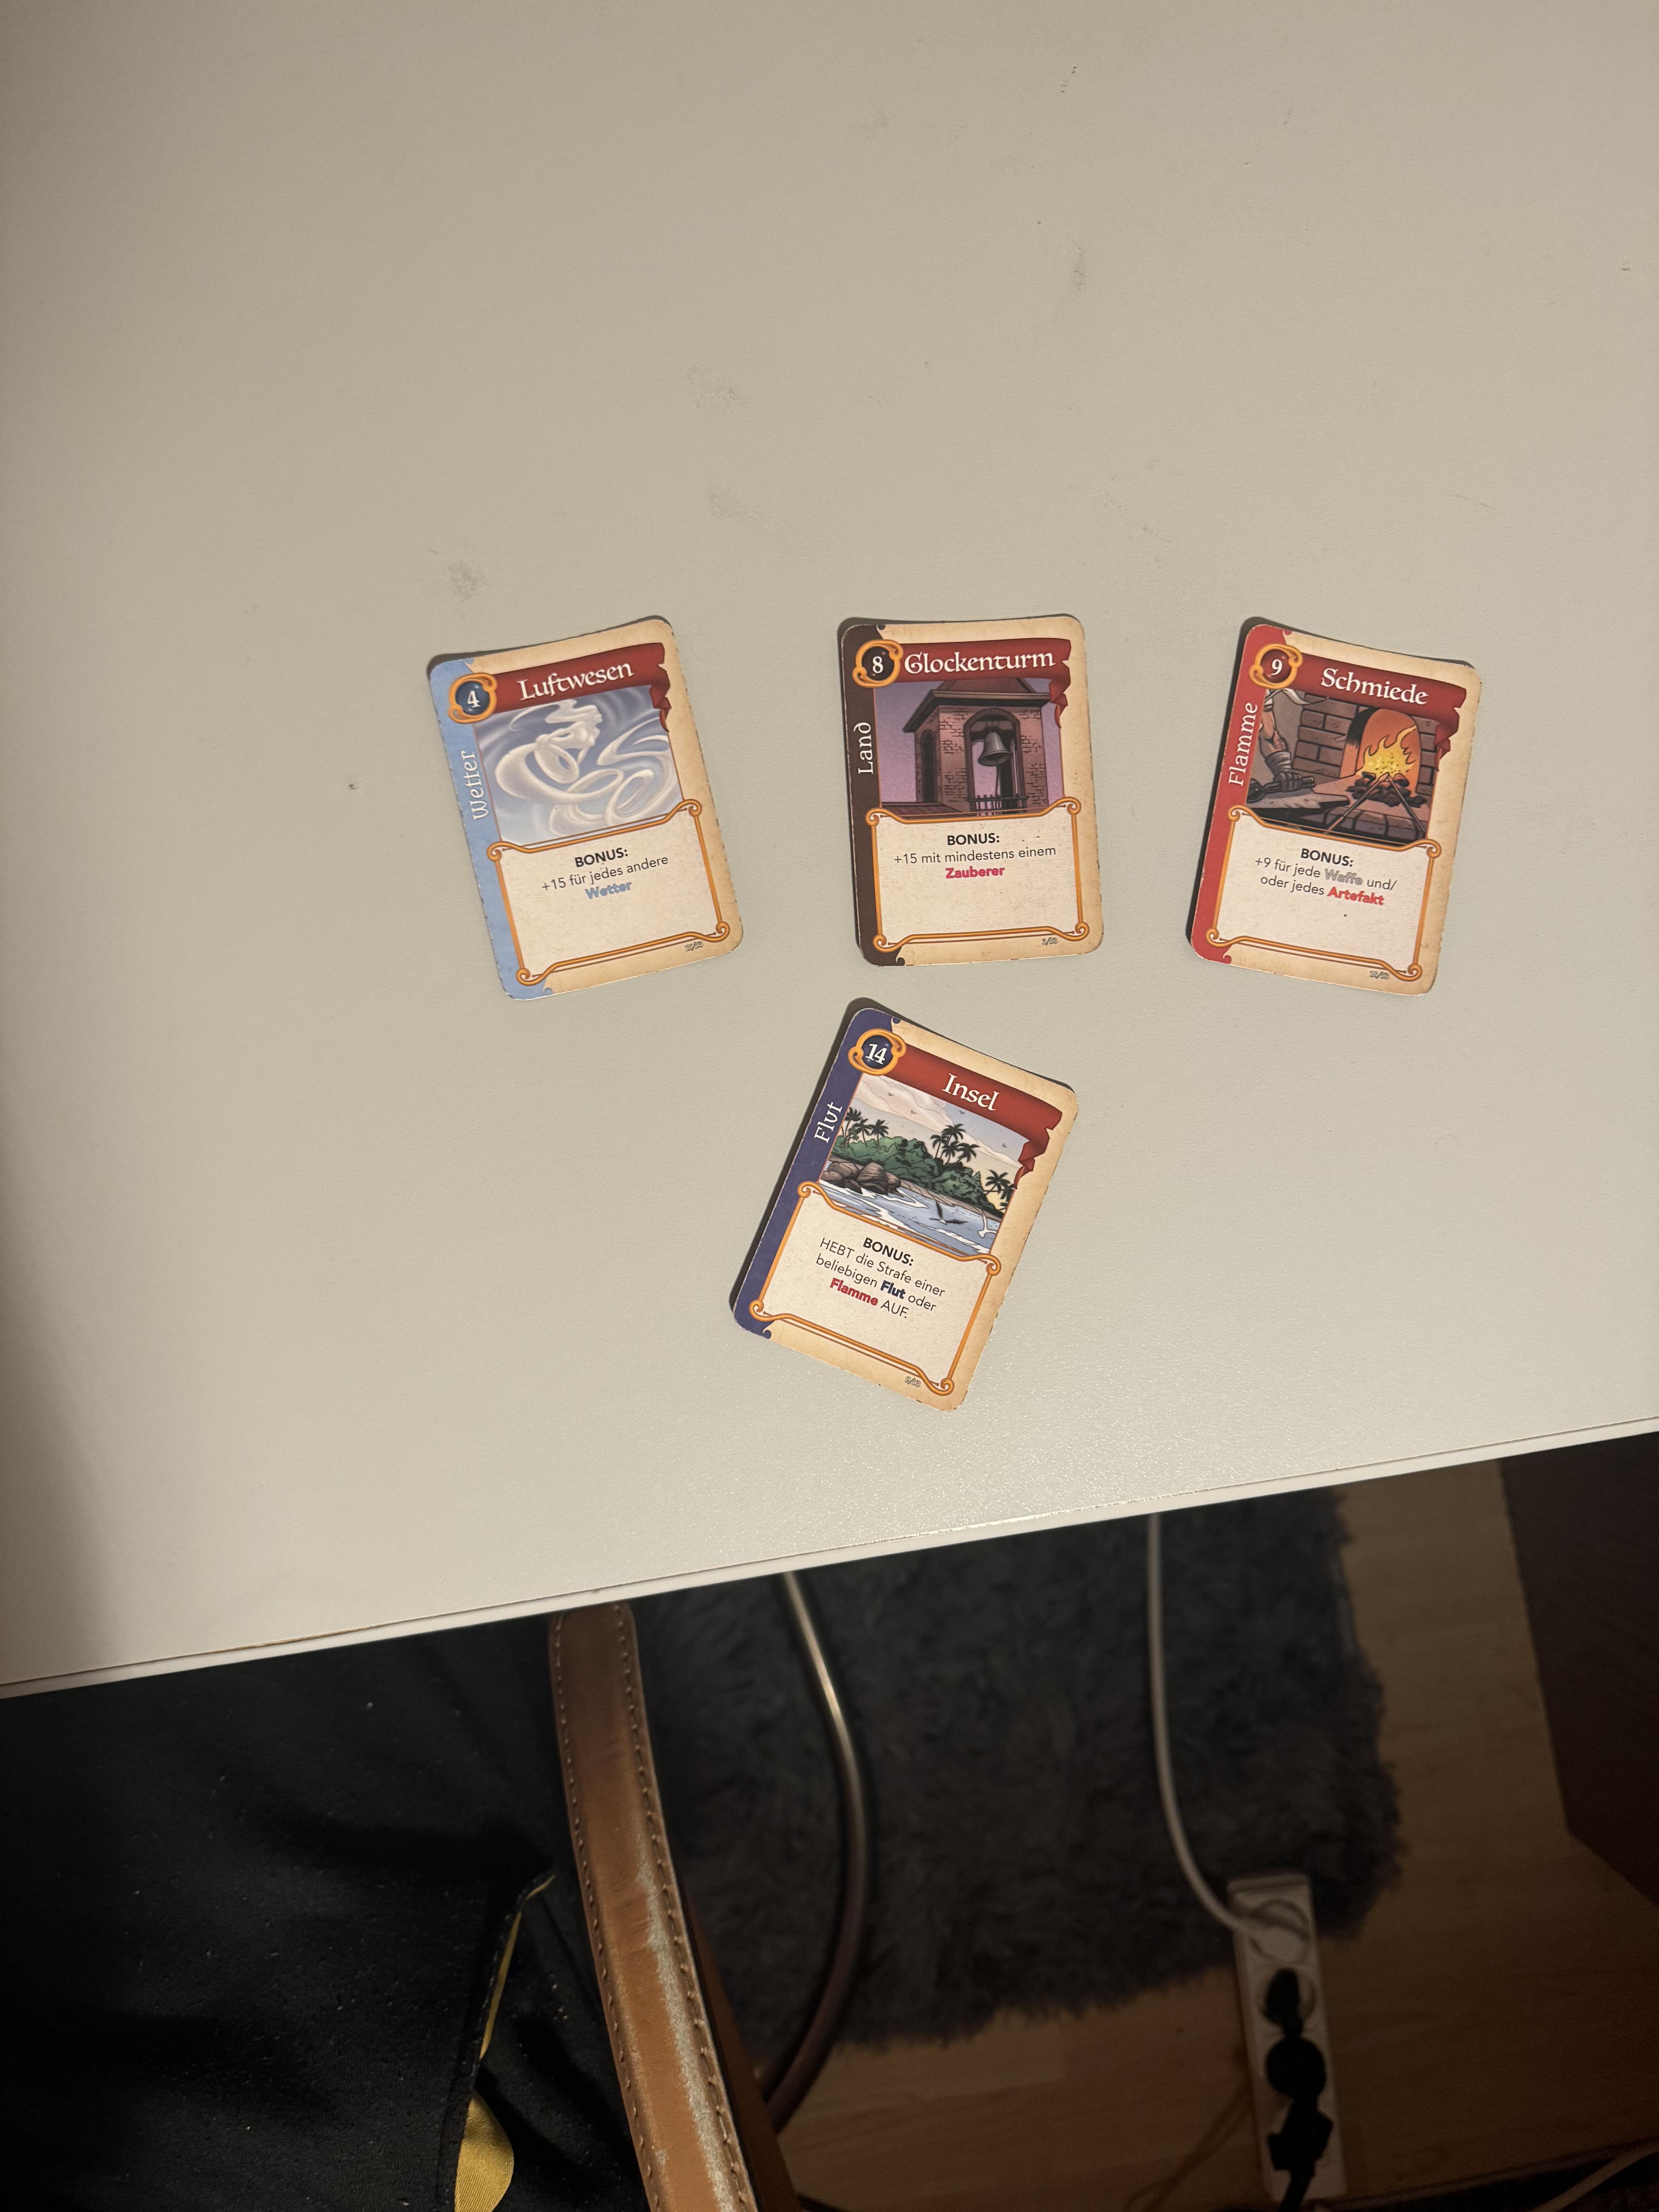 4
Luftwesen
Wetter
BONUS:
+15 für jedes andere
Wetter
8
Glockenturm
Land
BONUS:
+15 mit mindestens einem
Zauberer
9
Schmiede
Flamme
BONUS:
+9 für jede Waffe und/
oder jedes Artefakt
14
Insel
Flut
BONUS:
HEBT die Strafe einer
beliebigen Flut oder
Flamme AUF.